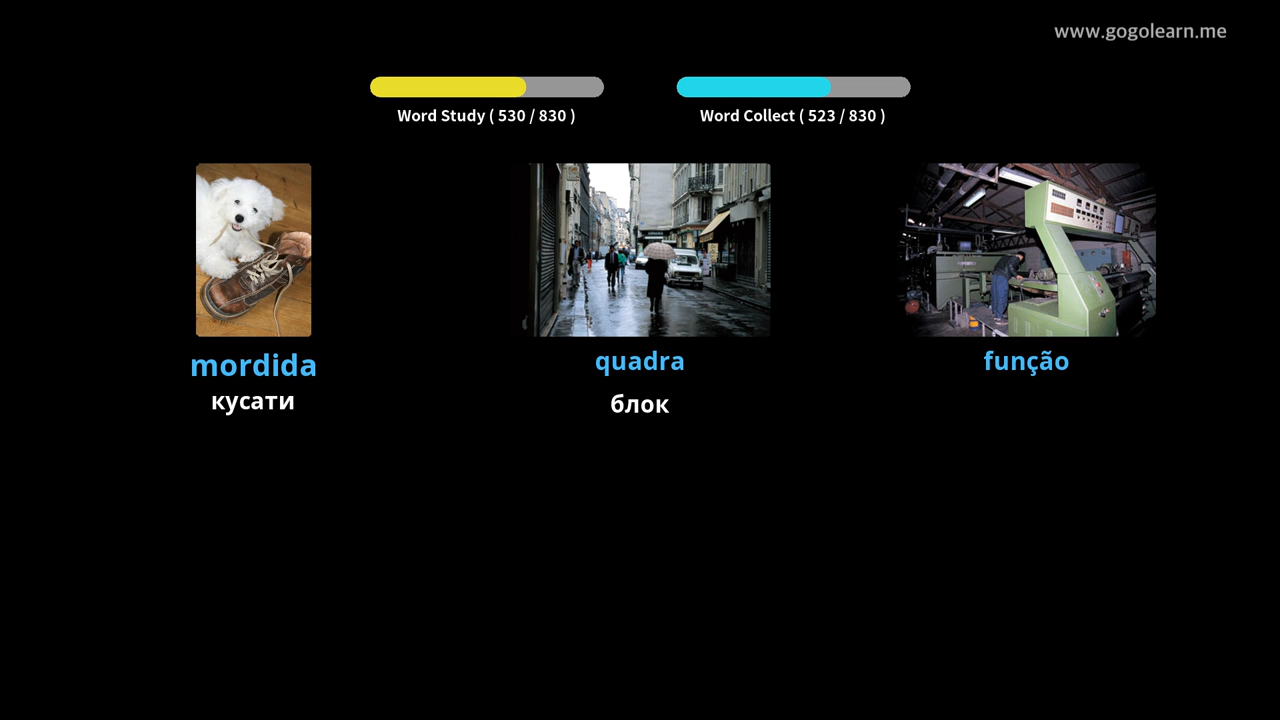 www.gogolearn.me
Word Study ( 530 / 830 )
Word Collect ( 523 / 830 )
mordida
quadra
função
кусати
блок